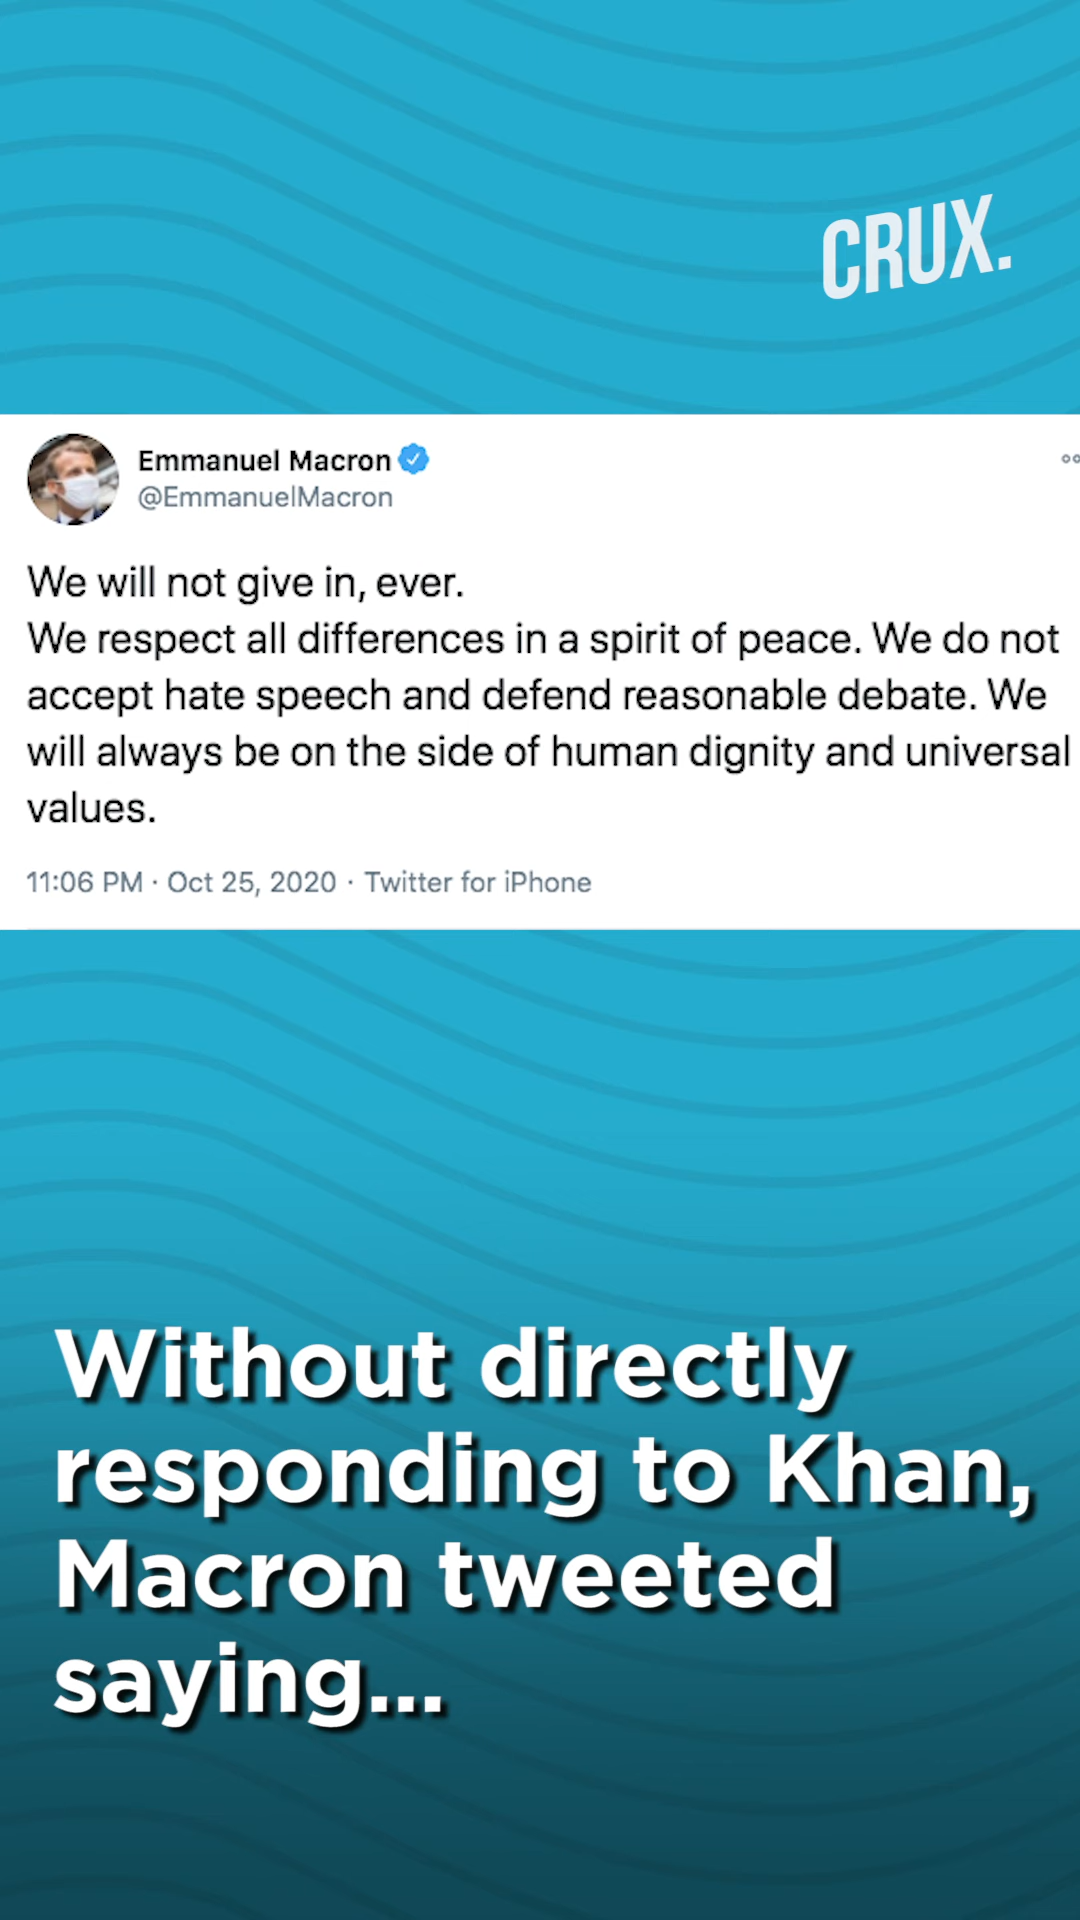 CRUX.
Emmanuel Macron
@EmmanuelMacron
We will not give in, ever.
We respect all differences in a spirit of peace. We do not
accept hate speech and defend reasonable debate. We
will always be on the side of human dignity and universal
values.
11:06 PM · Oct 25, 2020 · Twitter for iPhone
Without directly
responding to Khan,
Macron tweeted
saying...